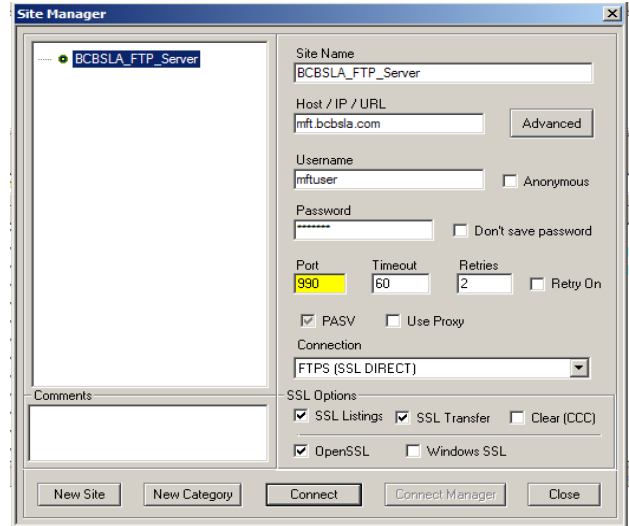 Site Manager
BCBSLA_FTP_Server
Site Name
BCBSLA_FTP_Server
Host / IP / URL
mft.bcbsla.com
Advanced
Username
mftuser
Anonymous
Password
*******
Don't save password
Port Timeout Retries
990 60 2 Retry On
PASV Use Proxy
Connection
FTPS (SSL DIRECT)
Comments
SSL Options
SSL Listings SSL Transfer Clear (CCC)
OpenSSL Windows SSL
New Site New Category Connect Connect Manager Close